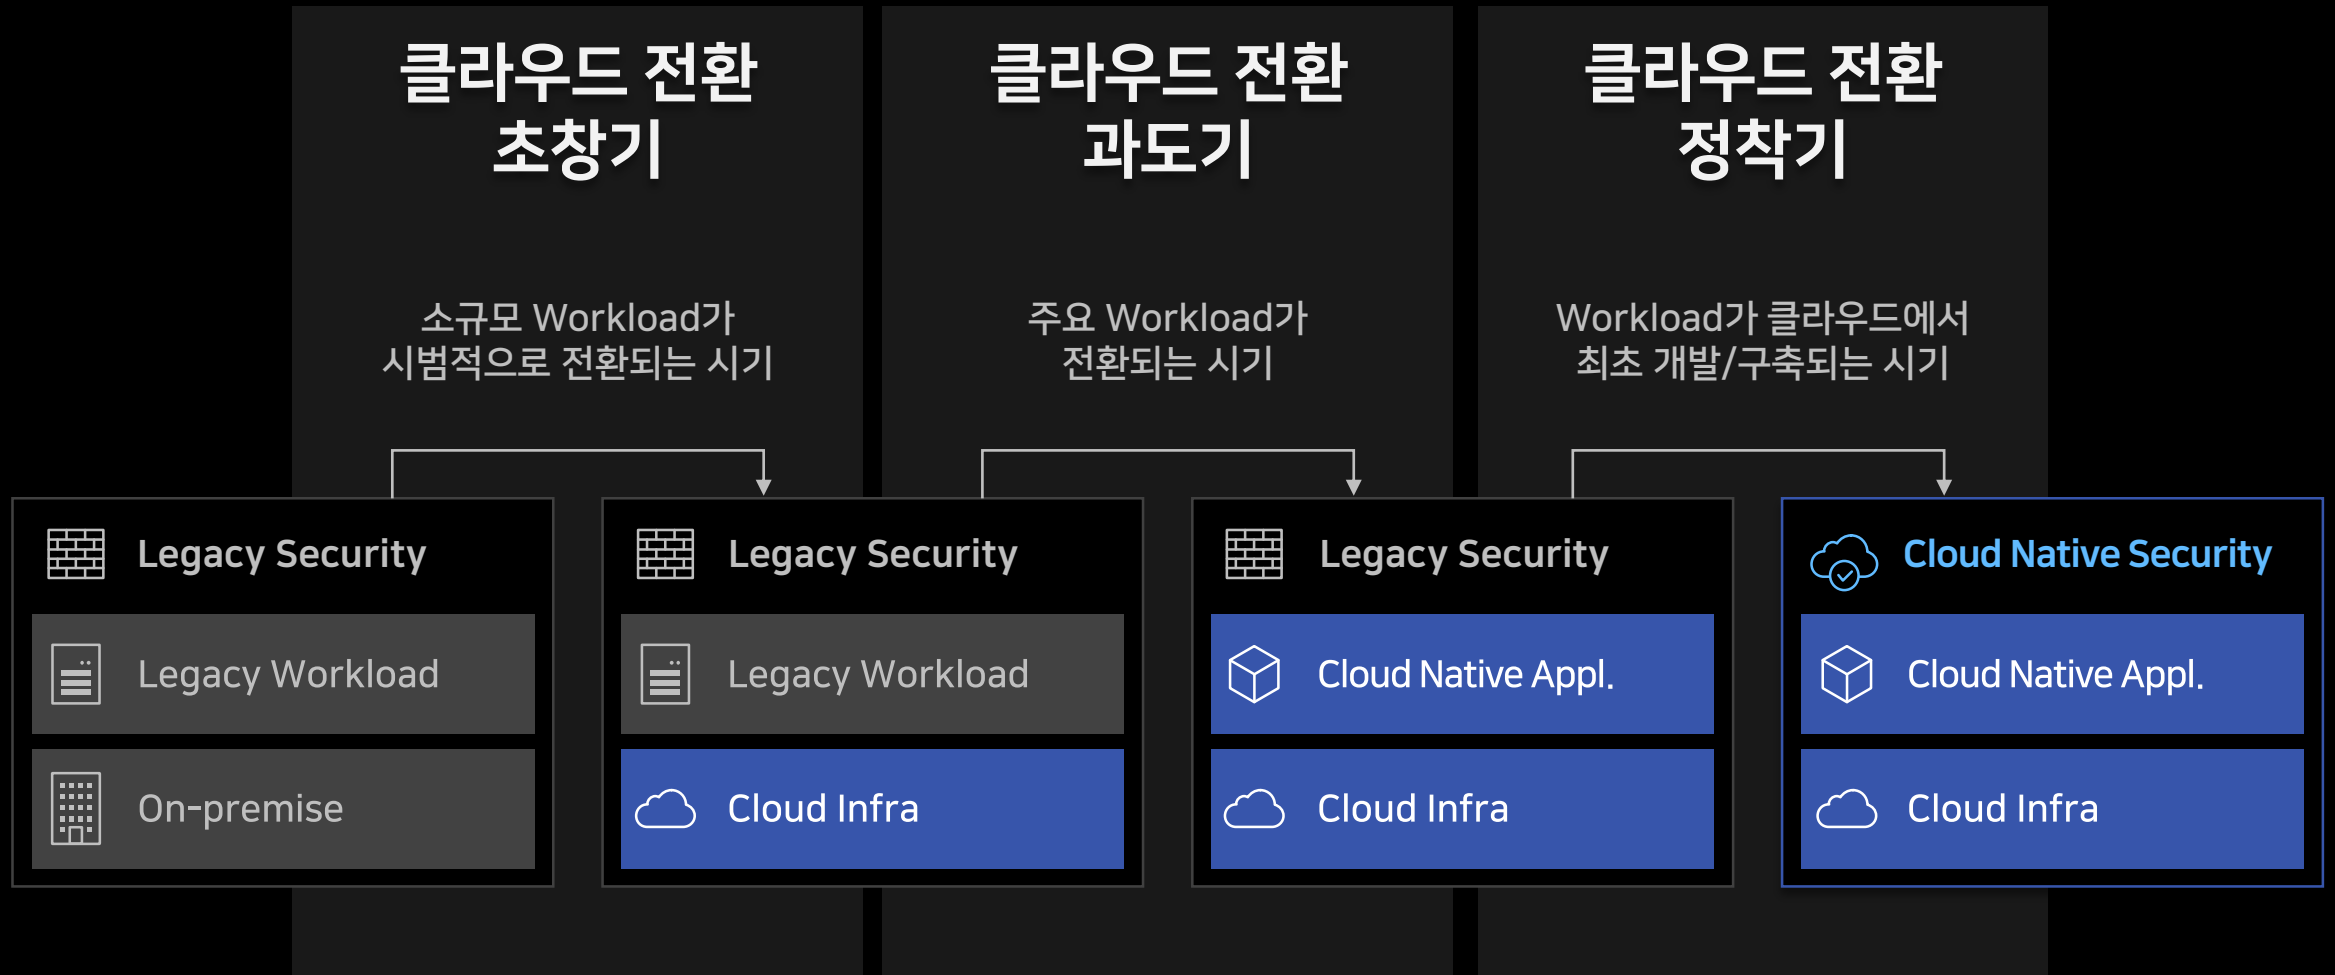 클라우드 전환
초창기
소규모 Workload가
시범적으로 전환되는 시기
클라우드 전환
과도기
주요 Workload가
전환되는 시기
클라우드 전환
정착기
Workload가 클라우드에서
최초 개발/구축되는 시기
Legacy Security
Legacy Workload
On-premise
Legacy Security
Legacy Workload
Cloud Infra
Legacy Security
Cloud Native Appl.
Cloud Infra
Cloud Native Security
Cloud Native Appl.
Cloud Infra